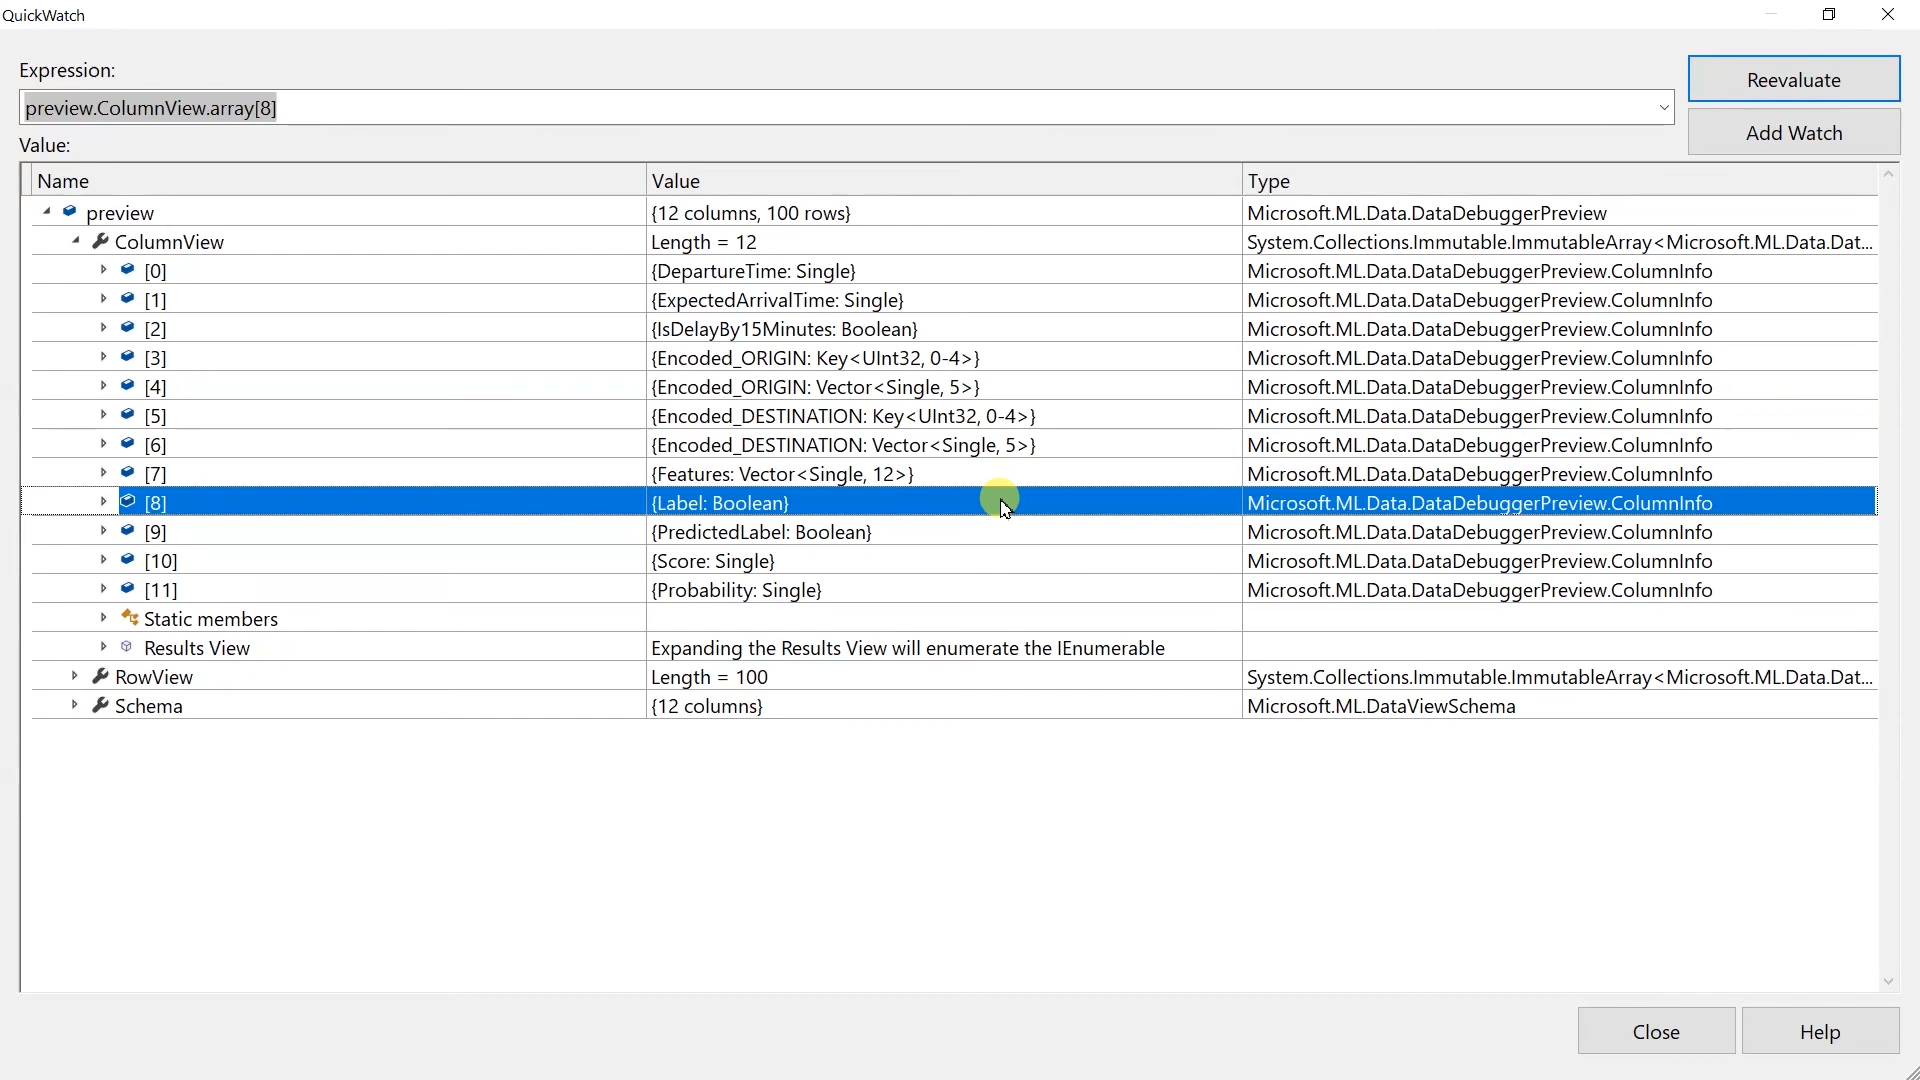 QuickWatch
Expression:
Reevaluate
preview.ColumnView.array[8]
Add Watch
Value:
Name Value Type
preview {12 columns, 100 rows} Microsoft.ML.Data.DataDebuggerPreview
ColumnView Length = 12 System.Collections.Immutable.ImmutableArray<Microsoft.ML.Data.Dat...
[0] {DepartureTime: Single} Microsoft.ML.Data.DataDebuggerPreview.ColumnInfo
[1] {ExpectedArrivalTime: Single} Microsoft.ML.Data.DataDebuggerPreview.ColumnInfo
[2] {IsDelayBy15Minutes: Boolean} Microsoft.ML.Data.DataDebuggerPreview.ColumnInfo
[3] {Encoded_ORIGIN: Key<UInt32, 0-4>} Microsoft.ML.Data.DataDebuggerPreview.ColumnInfo
[4] {Encoded_ORIGIN: Vector<Single, 5>} Microsoft.ML.Data.DataDebuggerPreview.ColumnInfo
[5] {Encoded_DESTINATION: Key<UInt32, 0-4>} Microsoft.ML.Data.DataDebuggerPreview.ColumnInfo
[6] {Encoded_DESTINATION: Vector<Single, 5>} Microsoft.ML.Data.DataDebuggerPreview.ColumnInfo
[7] {Features: Vector<Single, 12>} Microsoft.ML.Data.DataDebuggerPreview.ColumnInfo
[8] {Label: Boolean} Microsoft.ML.Data.DataDebuggerPreview.ColumnInfo
[9] {PredictedLabel: Boolean} Microsoft.ML.Data.DataDebuggerPreview.ColumnInfo
[10] {Score: Single} Microsoft.ML.Data.DataDebuggerPreview.ColumnInfo
[11] {Probability: Single} Microsoft.ML.Data.DataDebuggerPreview.ColumnInfo
Static members
Results View Expanding the Results View will enumerate the IEnumerable
RowView Length = 100 System.Collections.Immutable.ImmutableArray<Microsoft.ML.Data.Dat...
Schema {12 columns} Microsoft.ML.DataViewSchema
Close Help